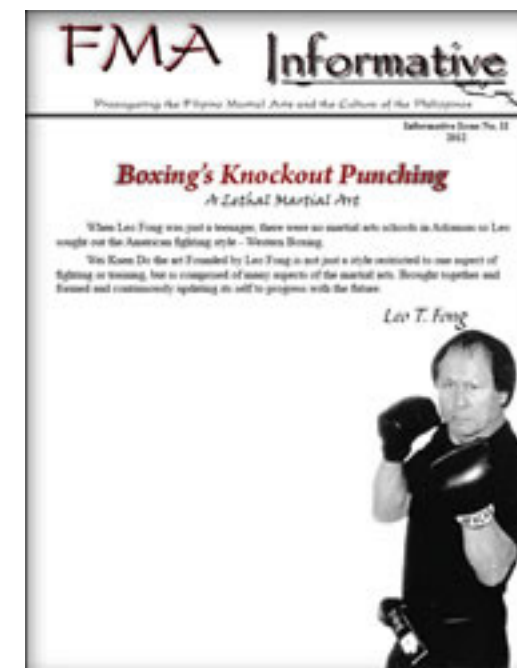 FMA Informative
Propagating the Filipino Martial Arts and the Culture of the Philippines
Informative Issue No. 11
2012
Boxing's Knockout Punching
A Lethal Martial Art
When Leo Fong was just a teenager, there were no martial arts schools in Arkansas so Leo
sought out the American fighting style - Western Boxing.
Wei Kuen Do the art Founded by Leo Fong is not just a style restricted to one aspect of
fighting or training, but is composed of many aspects of the martial arts. Brought together and
formed and continuously updating its self to progress with the future.
Leo T. Fong